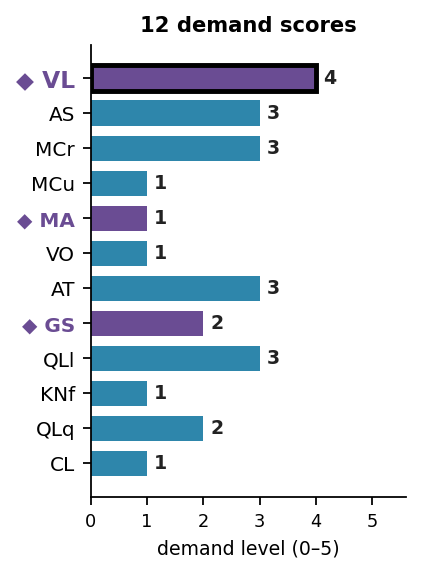 12 demand scores
◆ VL 4
AS 3
MCr 3
MCu 1
◆ MA 1
VO 1
AT 3
◆ GS 2
QLl 3
KNf 1
QLq 2
CL 1
0 1 2 3 4 5
demand level (0–5)